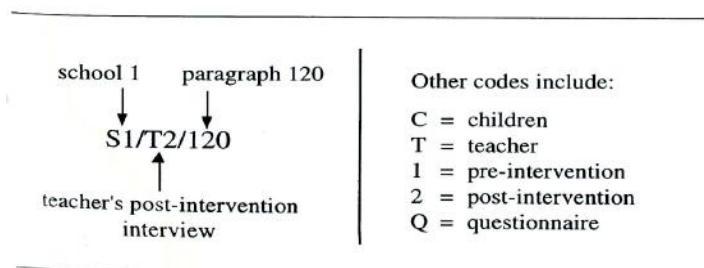 school 1 paragraph 120
S1/T2/120
teacher's post-intervention
interview
Other codes include:
C = children
T = teacher
1 = pre-intervention
2 = post-intervention
Q = questionnaire